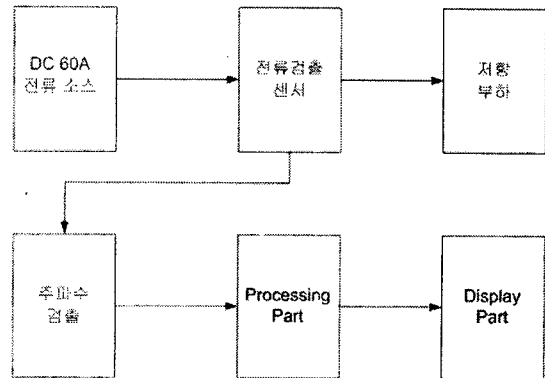 DC 60A
전류 소스
전류검출
센서
저항
부하
주파수
검출
Processing
Part
Display
Part